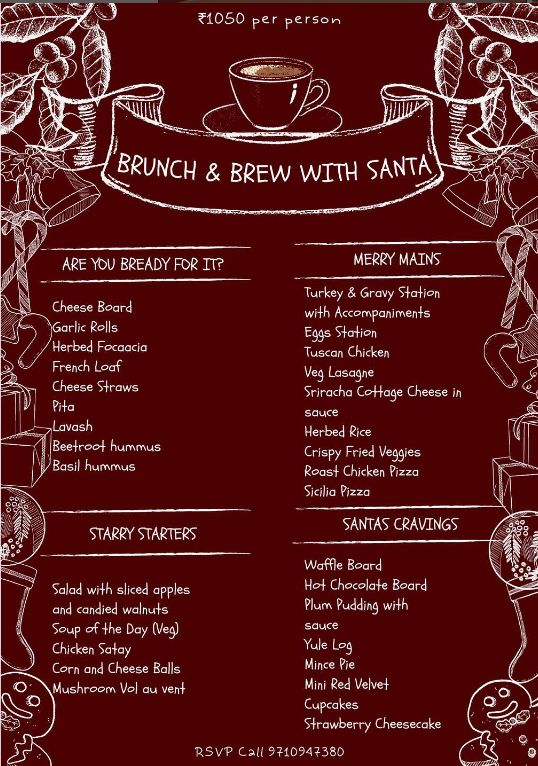 ₹1050 per person
BRUNCH & BREW WITH SANTA
ARE YOU BREADY FOR IT?
Cheese Board
Garlic Rolls
Herbed Focaacia
French Loaf
Cheese Straws
Pita
Lavash
Beetroot hummus
Basil hummus
STARRY STARTERS
Salad with sliced apples
and candied walnuts
Soup of the Day (Veg)
Chicken Satay
Corn and Cheese Balls
Mushroom Vol au vent
MERRY MAINS
Turkey & Gravy Station
with Accompaniments
Eggs Station
Tuscan Chicken
Veg Lasagne
Sriracha Cottage Cheese in
sauce
Herbed Rice
Crispy Fried Veggies
Roast Chicken Pizza
Sicilia Pizza
SANTAS CRAVINGS
Waffle Board
Hot Chocolate Board
Plum Pudding with
sauce
Yule Log
Mince Pie
Mini Red Velvet
Cupcakes
Strawberry Cheesecake
RSVP Call 9710947380